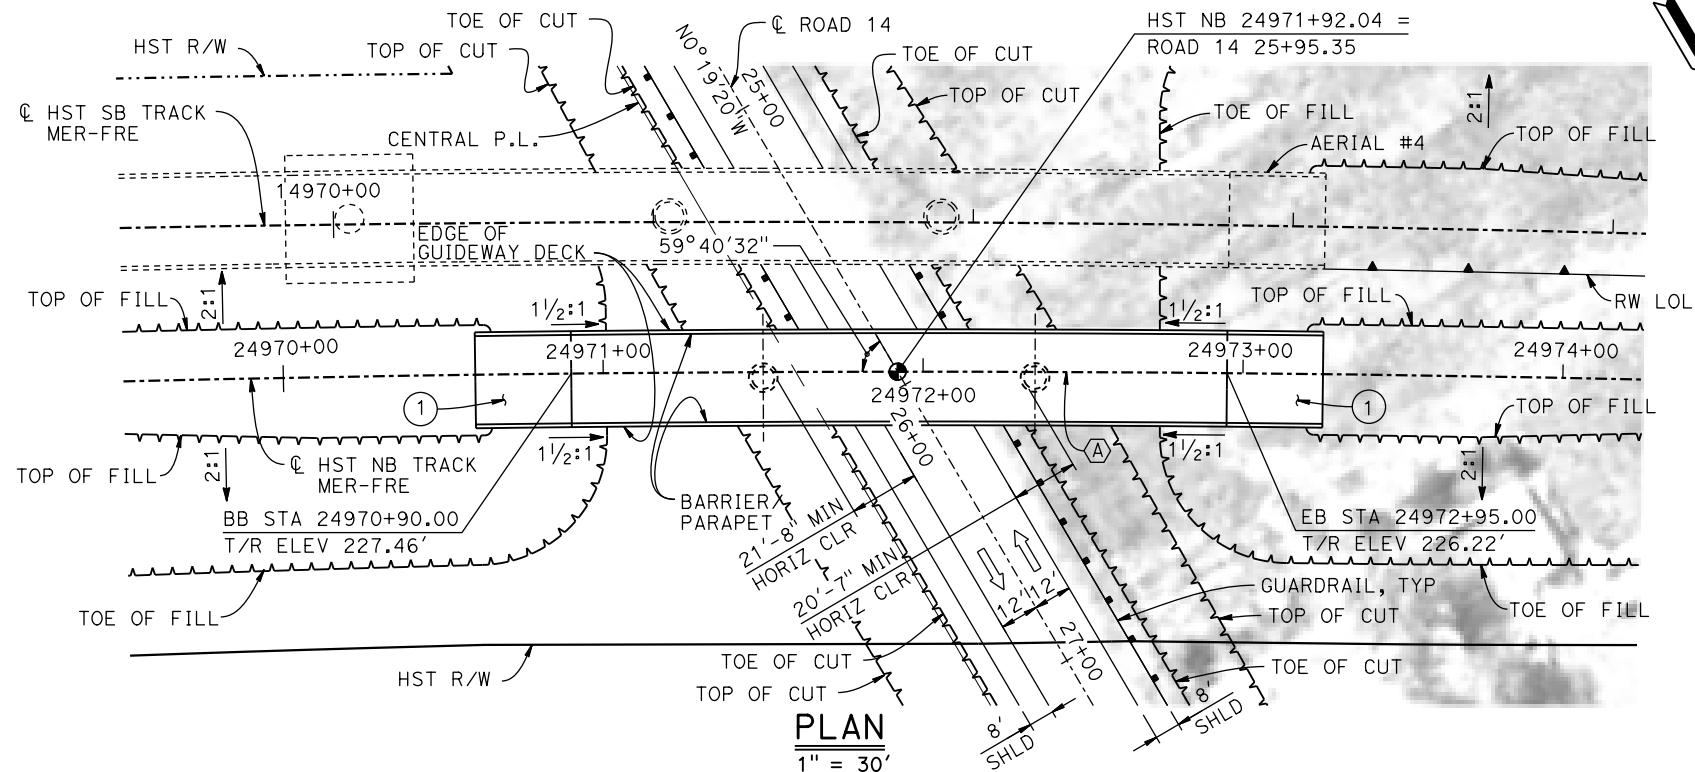 TOE OF CUT
℄ ROAD 14
HST NB 24971+92.04 =
ROAD 14 25+95.35
HST R/W
TOP OF CUT
N0°19'20"W
25+00
TOE OF CUT
TOP OF CUT
℄ HST SB TRACK
MER-FRE
CENTRAL P.L.
TOE OF FILL
2:1
TOP OF FILL
AERIAL #4
14970+00
EDGE OF
GUIDEWAY DECK
59°40'32"
TOP OF FILL
2:1
1½:1
1½:1
TOP OF FILL
RW LOL
24970+00
24971+00
24972+00
24973+00
24974+00
1
1
26+00
A
TOP OF FILL
TOP OF FILL
2:1
℄ HST NB TRACK
MER-FRE
1½:1
1½:1
2:1
BB STA 24970+90.00
T/R ELEV 227.46'
BARRIER/
PARAPET
21'-8" MIN
HORIZ CLR
20'-7" MIN
HORIZ CLR
EB STA 24972+95.00
T/R ELEV 226.22'
12'
12'
GUARDRAIL, TYP
TOP OF CUT
TOE OF FILL
TOE OF FILL
27+00
HST R/W
TOE OF CUT
TOP OF CUT
TOE OF CUT
8'
SHLD
8'
SHLD
PLAN
1" = 30'